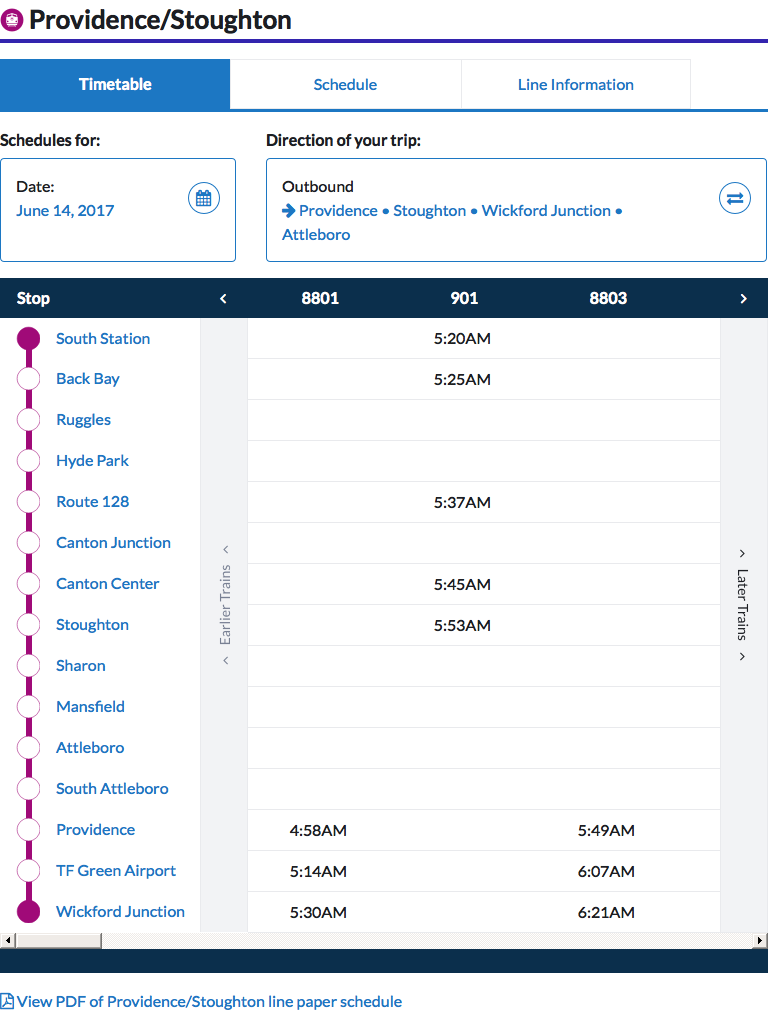 Providence/Stoughton
Timetable Schedule Line Information
Schedules for: Direction of your trip:
Date:
June 14, 2017
Outbound
Providence • Stoughton • Wickford Junction •
Attleboro
Stop 8801 901 8803
South Station 5:20AM
Back Bay 5:25AM
Ruggles
Hyde Park
Route 128 5:37AM
Canton Junction
Canton Center 5:45AM
Stoughton 5:53AM
Sharon
Mansfield
Attleboro
South Attleboro
Providence 4:58AM 5:49AM
TF Green Airport 5:14AM 6:07AM
Wickford Junction 5:30AM 6:21AM
Earlier Trains
Later Trains
View PDF of Providence/Stoughton line paper schedule